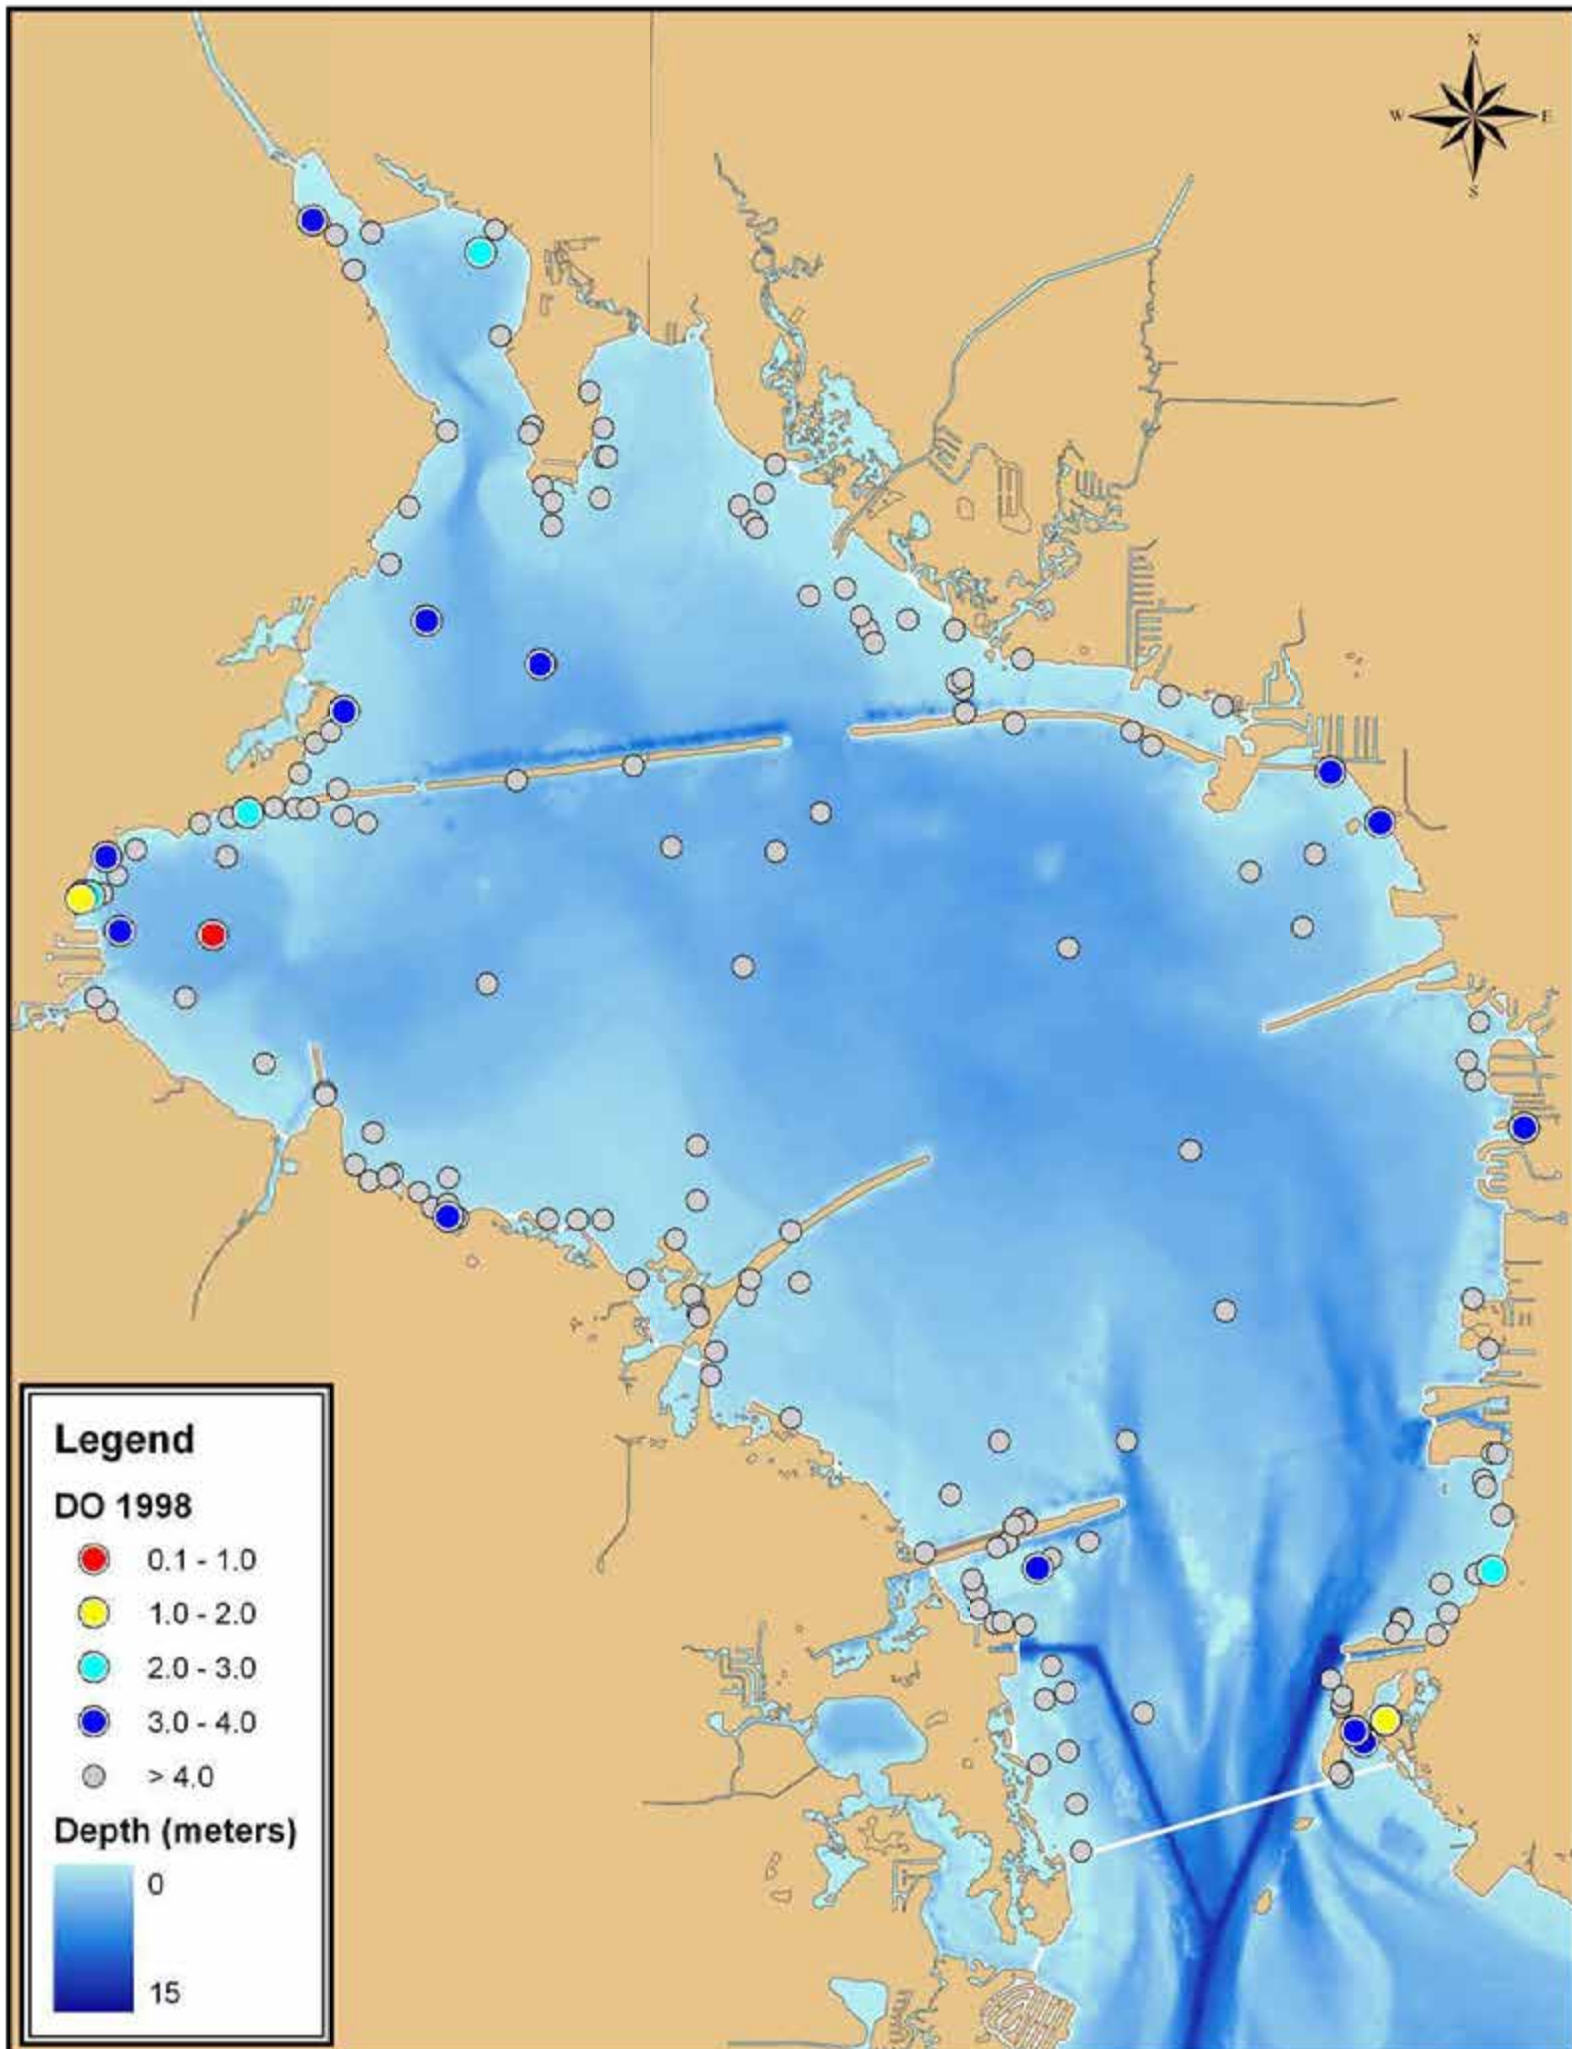 N
W E
S
Legend
DO 1998
0.1 - 1.0
1.0 - 2.0
2.0 - 3.0
3.0 - 4.0
> 4.0
Depth (meters)
0
15